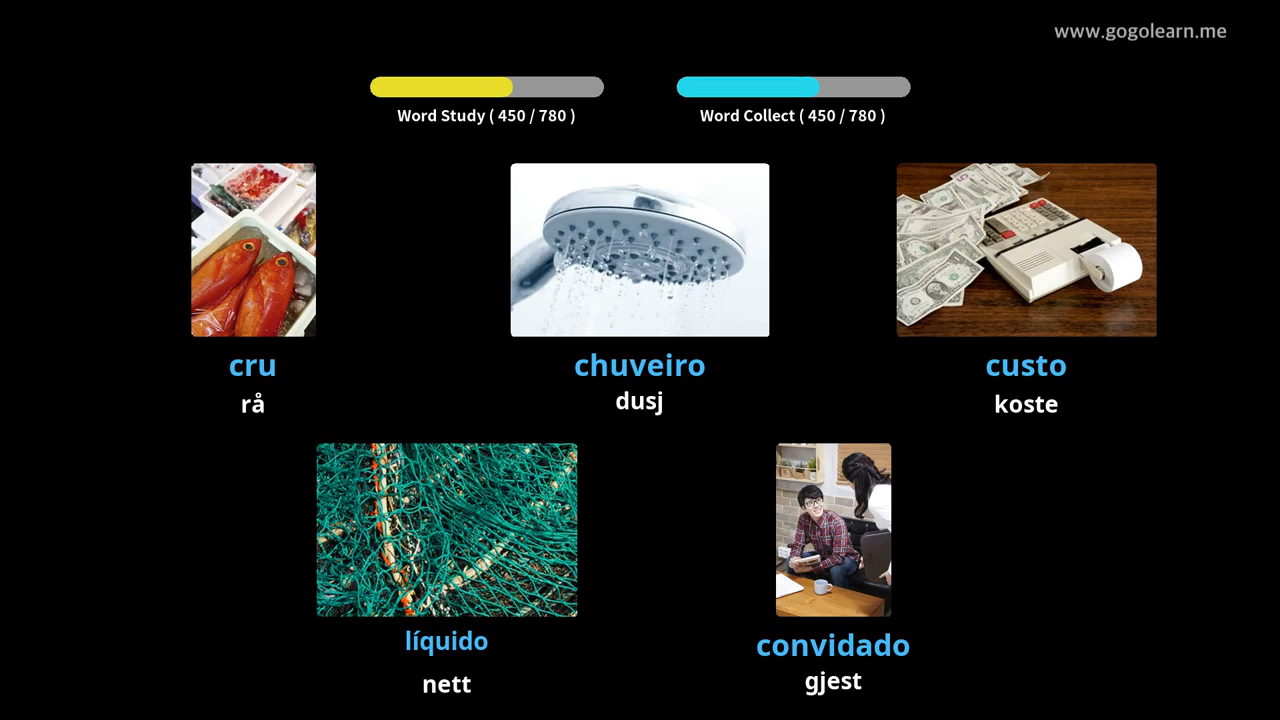 www.gogolearn.me
Word Study ( 450 / 780 )
Word Collect ( 450 / 780 )
cru
rå
chuveiro
dusj
custo
koste
líquido
nett
convidado
gjest